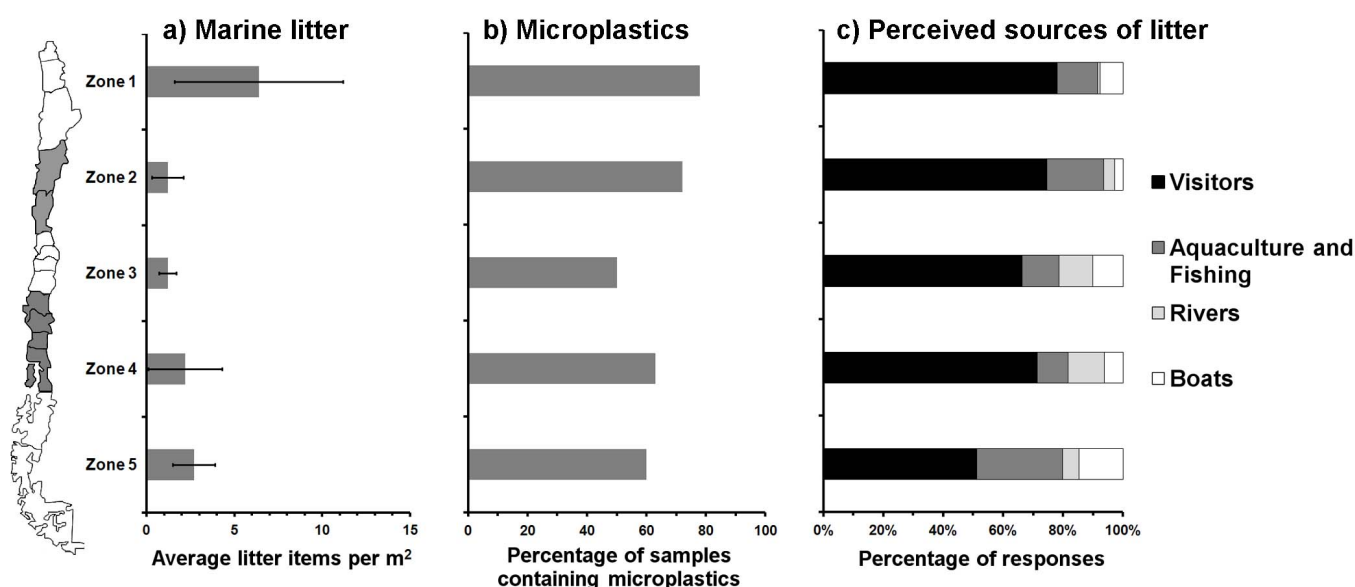 a) Marine litter
b) Microplastics
c) Perceived sources of litter
Zone 1
Zone 2
Zone 3
Zone 4
Zone 5
0 5 10 15
Average litter items per m²
0 20 40 60 80 100
Percentage of samples
containing microplastics
0% 20% 40% 60% 80% 100%
Percentage of responses
Visitors
Aquaculture and
Fishing
Rivers
Boats